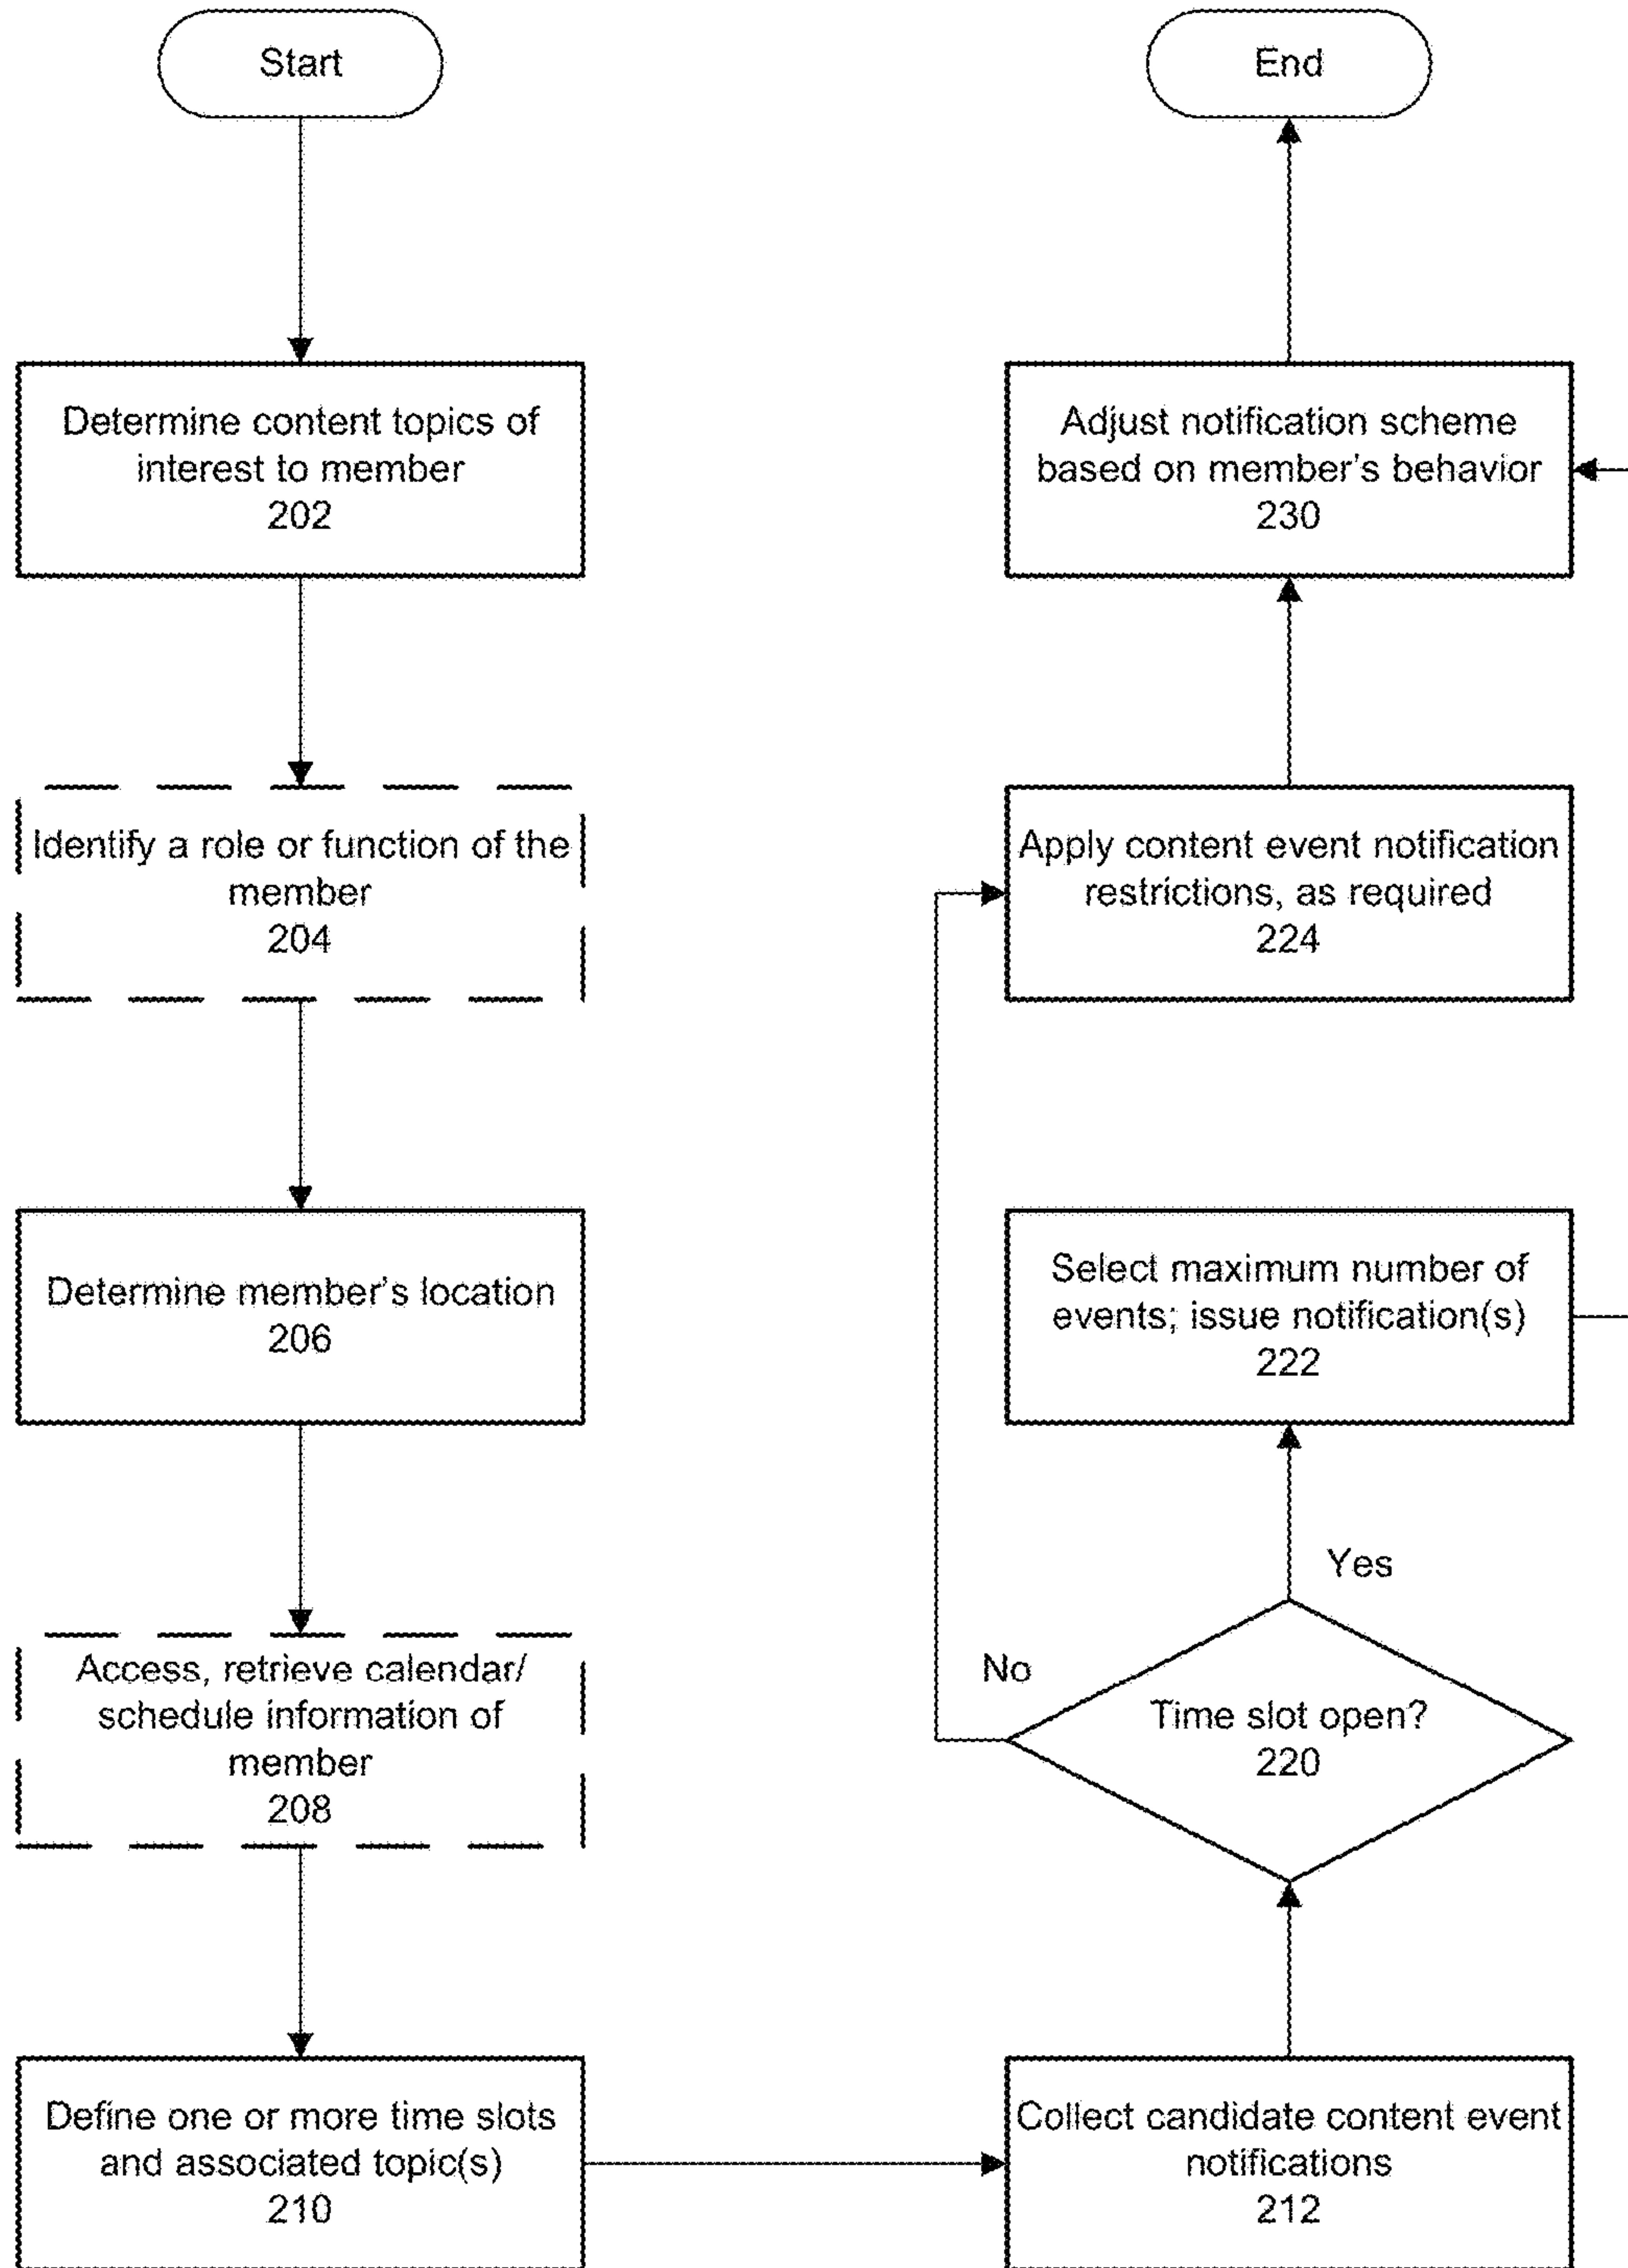 Start
Determine content topics of
interest to member
202
Identify a role or function of the
member
204
Determine member's location
206
Access, retrieve calendar/
schedule information of
member
208
Define one or more time slots
and associated topic(s)
210
Collect candidate content event
notifications
212
Time slot open?
220
Yes
No
Select maximum number of
events; issue notification(s)
222
Apply content event notification
restrictions, as required
224
Adjust notification scheme
based on member's behavior
230
End